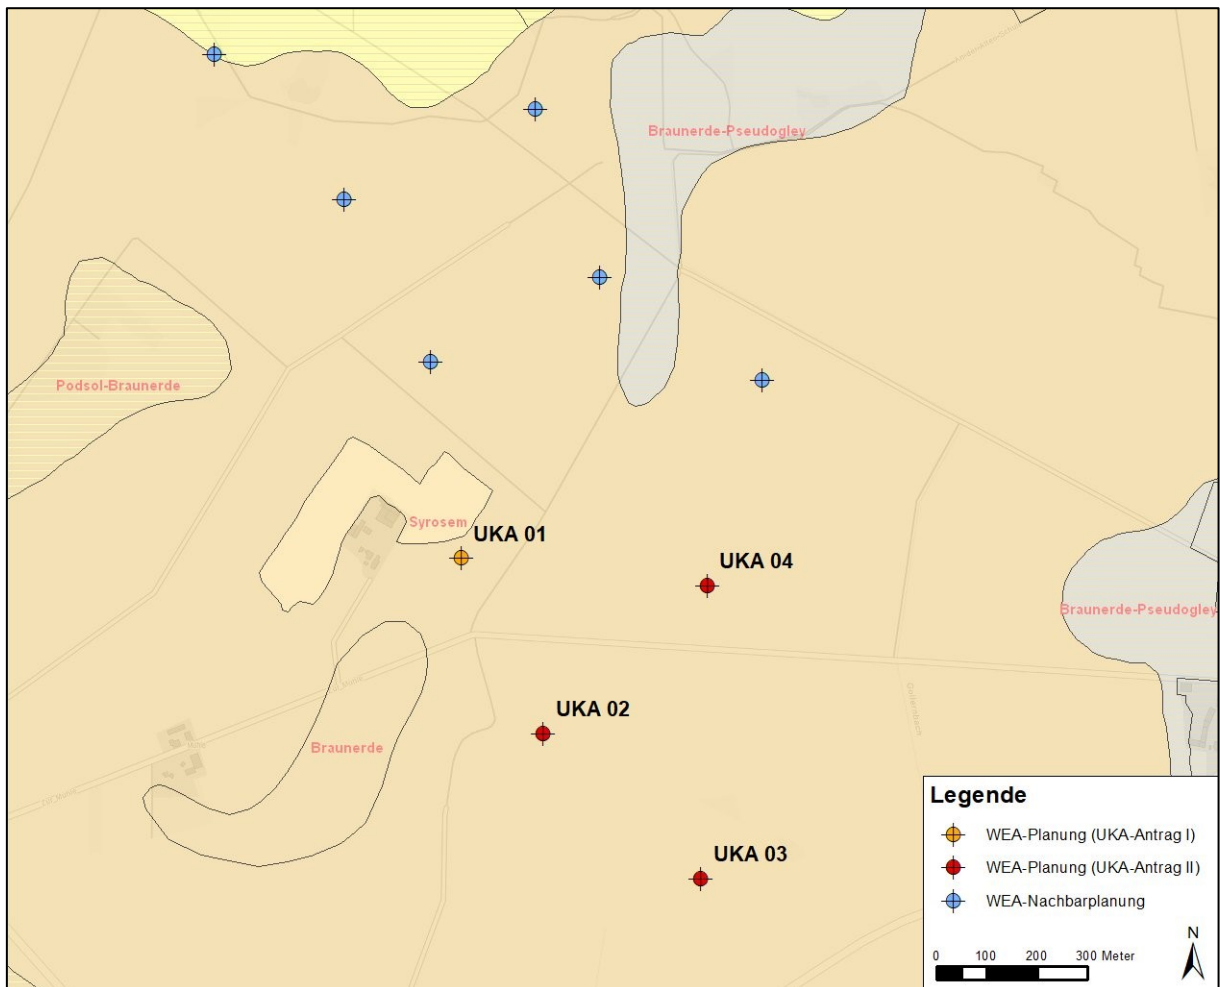 Braunerde-Pseudogley
Podsol-Braunerde
Syrosem
UKA 01
UKA 04
Braunerde-Pseudogley
UKA 02
Braunerde
UKA 03
Legende
WEA-Planung (UKA-Antrag I)
WEA-Planung (UKA-Antrag II)
WEA-Nachbarplanung
N
0 100 200 300 Meter